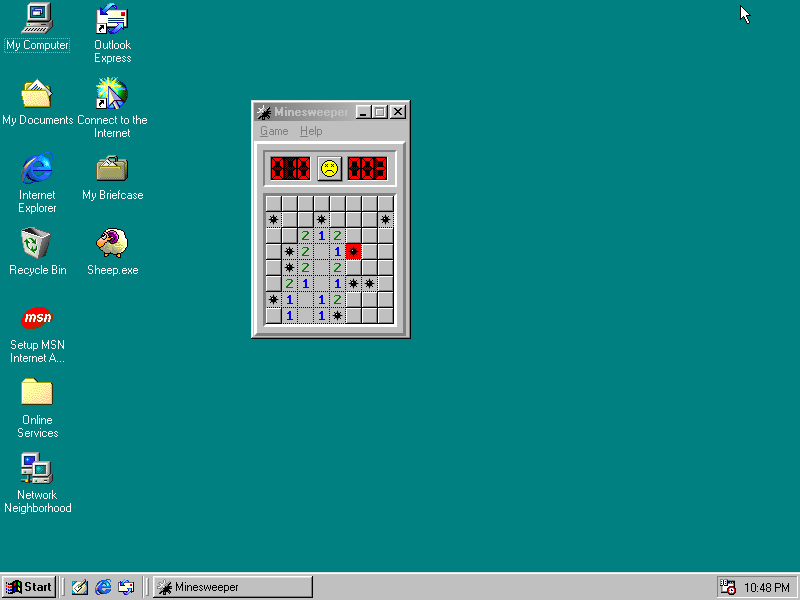 My Computer
Outlook
Express
My Documents
Connect to the
Internet
Internet
Explorer
My Briefcase
Recycle Bin
Sheep.exe
msn
Setup MSN
Internet A...
Online
Services
Network
Neighborhood
Minesweeper
Game Help
010
2 1 2
2 1
2 2
2 1 1
1 1 2
1 1
Start
Minesweeper
10:48 PM